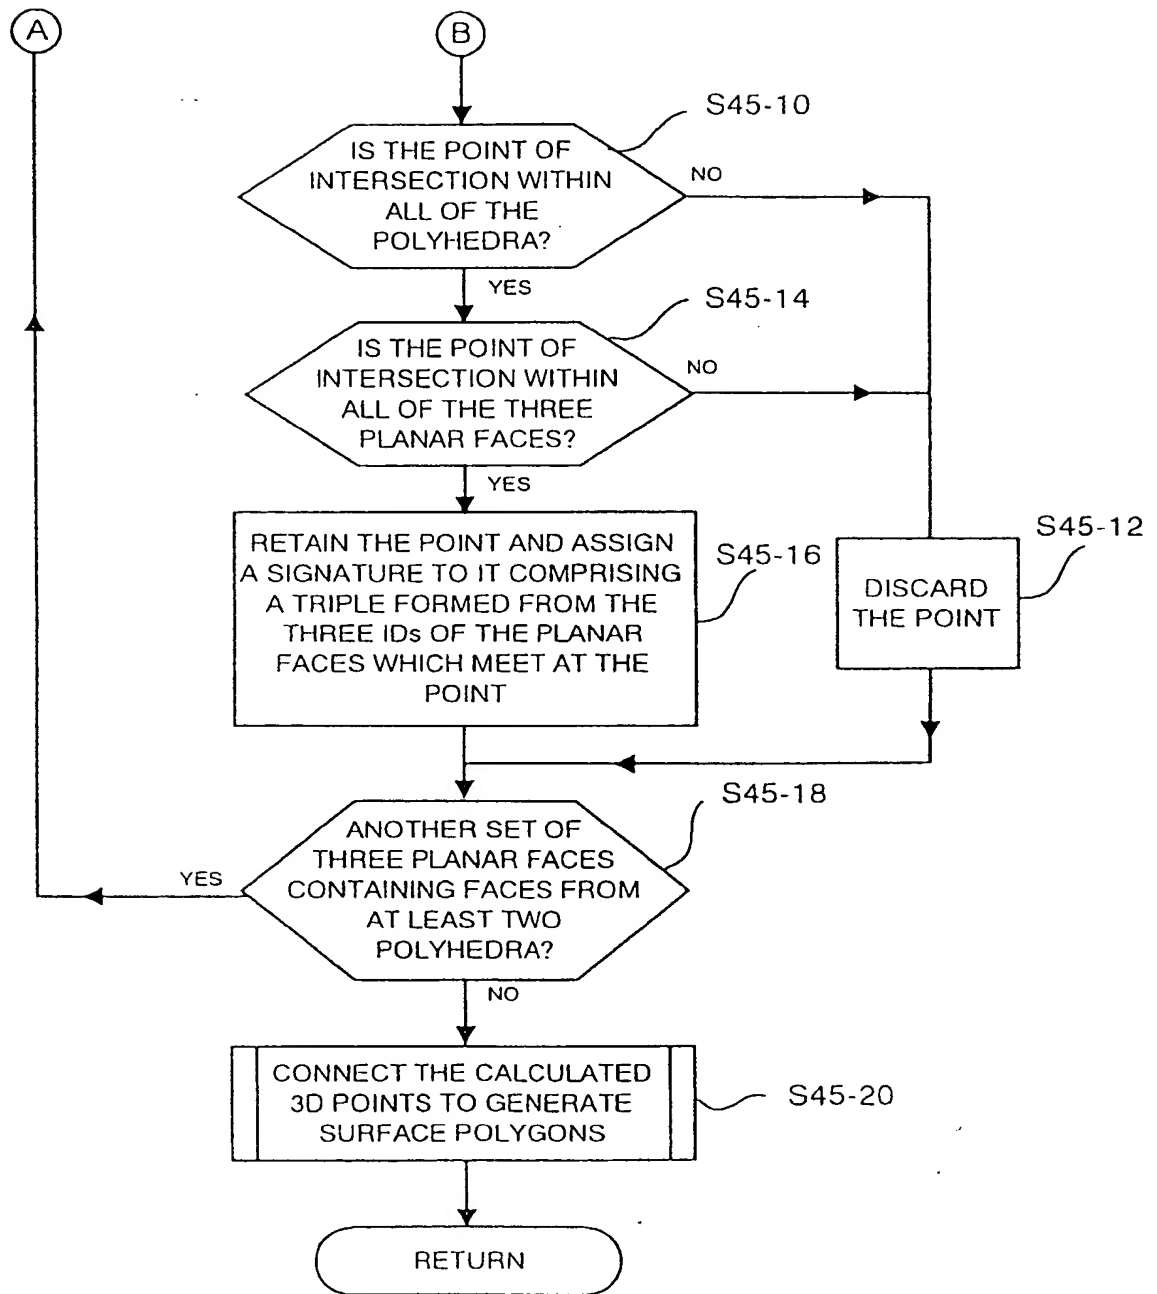 A
B
S45-10
IS THE POINT OF
INTERSECTION WITHIN
ALL OF THE
POLYHEDRA?
NO
YES
S45-14
IS THE POINT OF
INTERSECTION WITHIN
ALL OF THE THREE
PLANAR FACES?
NO
YES
RETAIN THE POINT AND ASSIGN
A SIGNATURE TO IT COMPRISING
A TRIPLE FORMED FROM THE
THREE IDs OF THE PLANAR
FACES WHICH MEET AT THE
POINT
S45-16
S45-12
DISCARD
THE POINT
S45-18
ANOTHER SET OF
THREE PLANAR FACES
CONTAINING FACES FROM
AT LEAST TWO
POLYHEDRA?
YES
NO
CONNECT THE CALCULATED
3D POINTS TO GENERATE
SURFACE POLYGONS
S45-20
RETURN